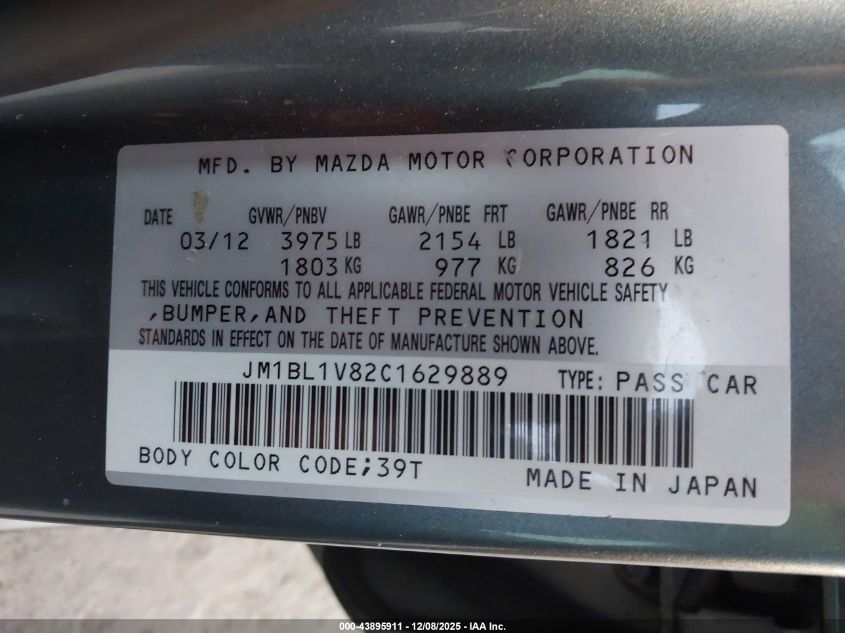 MFD. BY MAZDA MOTOR CORPORATION
DATE GVWR/PNBV GAWR/PNBE FRT GAWR/PNBE RR
03/12 3975 LB 2154 LB 1821 LB
1803 KG 977 KG 826 KG
THIS VEHICLE CONFORMS TO ALL APPLICABLE FEDERAL MOTOR VEHICLE SAFETY
,BUMPER,AND THEFT PREVENTION
STANDARDS IN EFFECT ON THE DATE OF MANUFACTURE SHOWN ABOVE.
JM1BL1V82C1629889 TYPE: PASS CAR
BODY COLOR CODE;39T MADE IN JAPAN
000-43895911 - 12/08/2025 - IAA Inc.